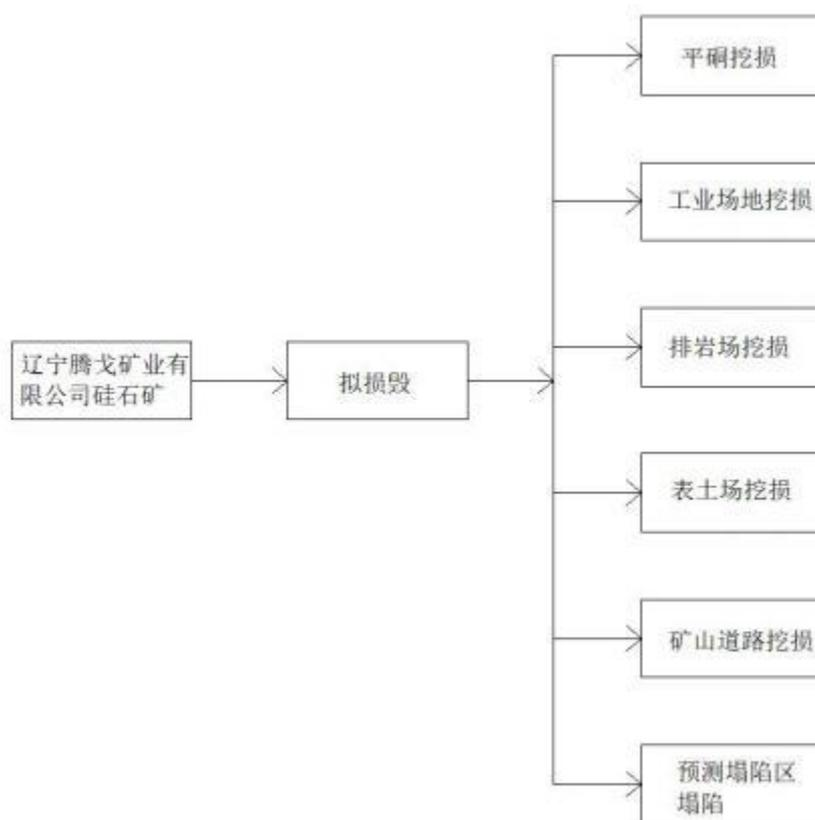 平硐挖损
工业场地挖损
排岩场挖损
辽宁腾戈矿业有
限公司硅石矿
拟损毁
表土场挖损
矿山道路挖损
预测塌陷区
塌陷